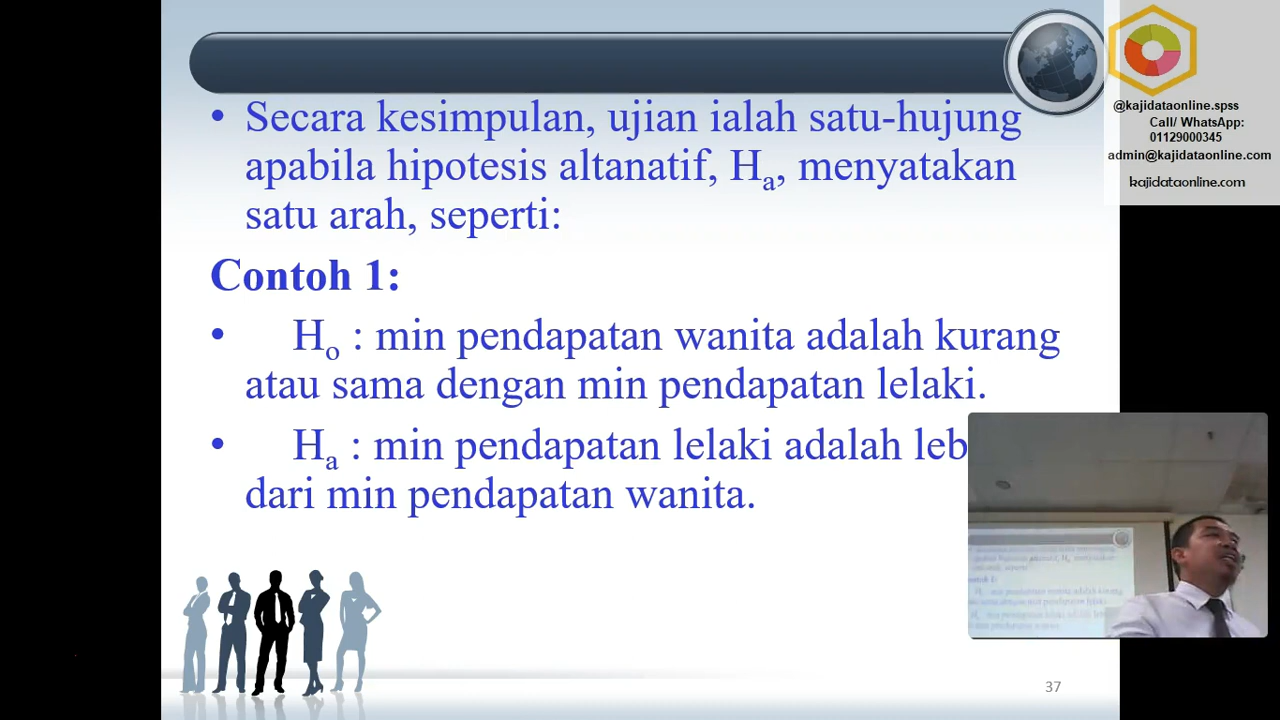 • Secara kesimpulan, ujian ialah satu-hujung
apabila hipotesis altanatif, Ha, menyatakan
satu arah, seperti:
Contoh 1:
• Ho : min pendapatan wanita adalah kurang
atau sama dengan min pendapatan lelaki.
• Ha : min pendapatan lelaki adalah leb
dari min pendapatan wanita.
37
@kajidataonline.spss
Call/ WhatsApp:
01129000345
admin@kajidataonline.com
kajidataonline.com